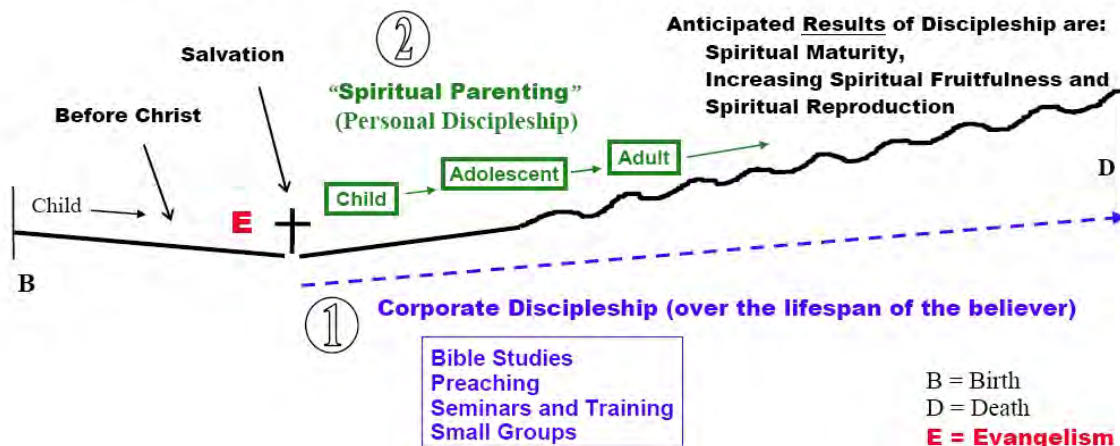 ②
Salvation
Before Christ
"Spiritual Parenting"
(Personal Discipleship)
Anticipated Results of Discipleship are:
Spiritual Maturity,
Increasing Spiritual Fruitfulness and
Spiritual Reproduction
Child
E
Child
Adolescent
Adult
D
B
①
Corporate Discipleship (over the lifespan of the believer)
Bible Studies
Preaching
Seminars and Training
Small Groups
B = Birth
D = Death
E = Evangelism